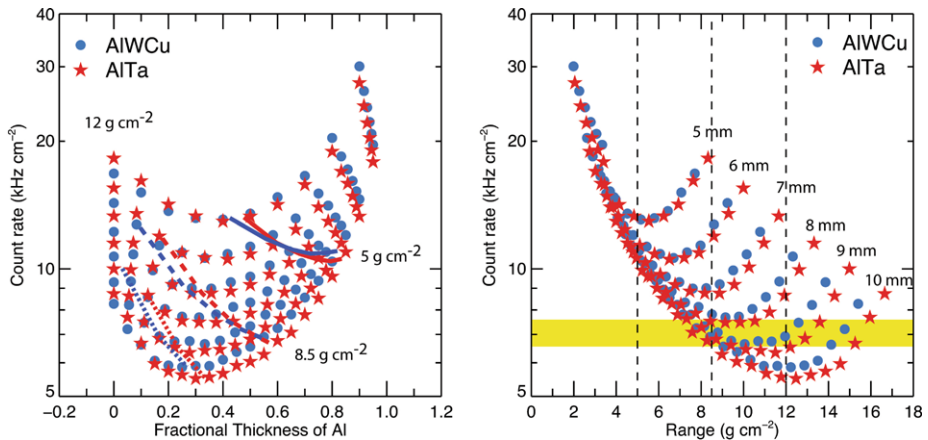 40
30
20
10
5
Count rate (kHz cm⁻²)
AlWCu
AlTa
12 g cm⁻²
5 g cm⁻²
8.5 g cm⁻²
−0.2 0 0.2 0.4 0.6 0.8 1.0 1.2
Fractional Thickness of Al
40
30
20
10
5
Count rate (kHz cm⁻²)
AlWCu
AlTa
5 mm
6 mm
7 mm
8 mm
9 mm
10 mm
0 2 4 6 8 10 12 14 16 18
Range (g cm⁻²)